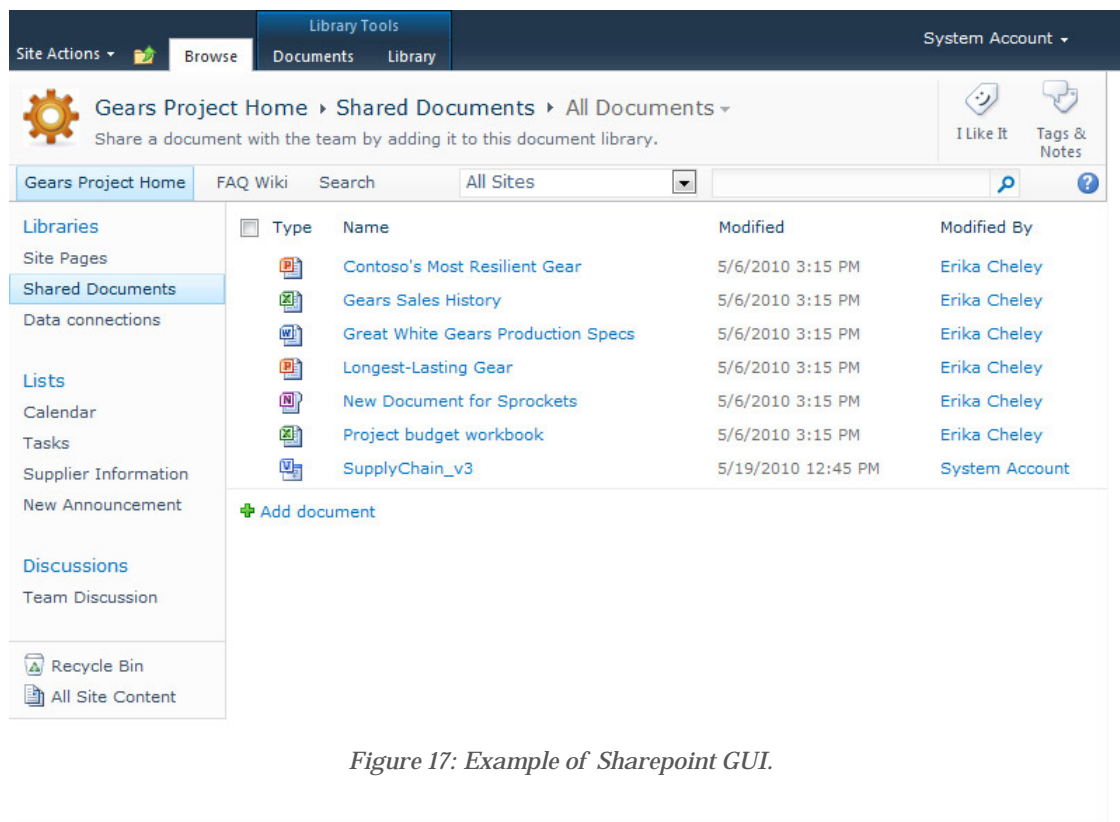 Library Tools
Site Actions Browse Documents Library System Account
Gears Project Home Shared Documents All Documents
Share a document with the team by adding it to this document library.
I Like It Tags & Notes
Gears Project Home FAQ Wiki Search All Sites
Libraries
Site Pages
Shared Documents
Data connections
Lists
Calendar
Tasks
Supplier Information
New Announcement
Discussions
Team Discussion
Recycle Bin
All Site Content
Type Name Modified Modified By
Contoso's Most Resilient Gear 5/6/2010 3:15 PM Erika Cheley
Gears Sales History 5/6/2010 3:15 PM Erika Cheley
Great White Gears Production Specs 5/6/2010 3:15 PM Erika Cheley
Longest-Lasting Gear 5/6/2010 3:15 PM Erika Cheley
New Document for Sprockets 5/6/2010 3:15 PM Erika Cheley
Project budget workbook 5/6/2010 3:15 PM Erika Cheley
SupplyChain_v3 5/19/2010 12:45 PM System Account
Add document
Figure 17: Example of Sharepoint GUI.